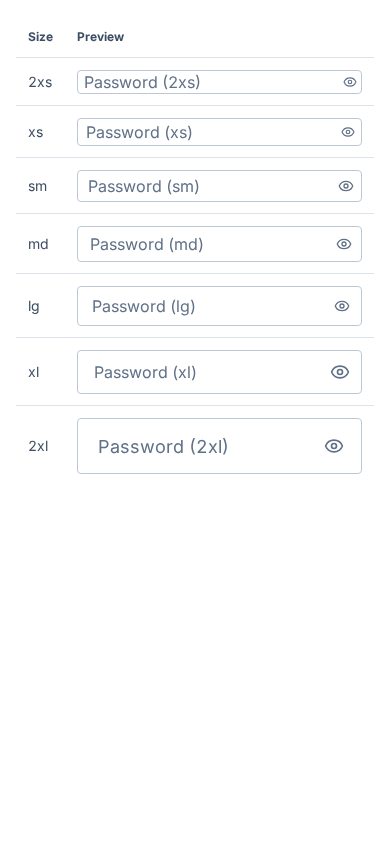 Size Preview
2xs Password (2xs)
xs Password (xs)
sm Password (sm)
md Password (md)
lg Password (lg)
xl Password (xl)
2xl Password (2xl)